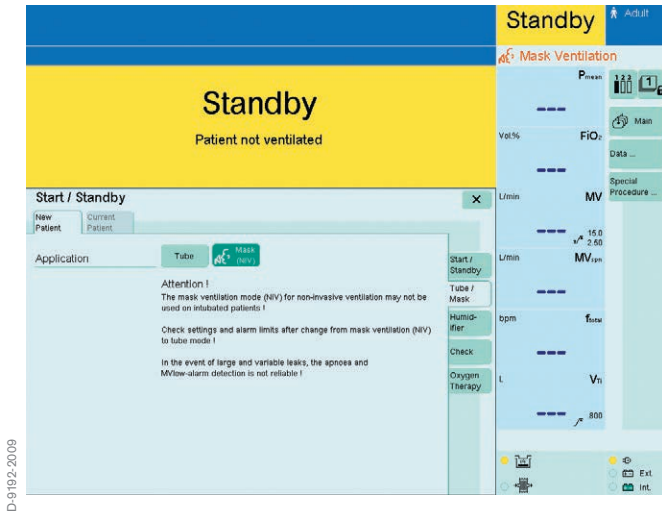 Standby
Adult
Mask Ventilation
Standby
Patient not ventilated
Pmean
---
Main
Vol.% FiO2
---
Data ...
Special
Procedure ...
L/min MV
---
15.0
2.50
L/min MVspn
---
bpm ftotal
---
L VTi
---
800
Start / Standby
X
New
Patient
Current
Patient
Application
Tube
Mask
(NIV)
Attention !
The mask ventilation mode (NIV) for non-invasive ventilation may not be
used on intubated patients !
Check settings and alarm limits after change from mask ventilation (NIV)
to tube mode !
In the event of large and variable leaks, the apnoea and
MVlow-alarm detection is not reliable !
Start /
Standby
Tube /
Mask
Humid-
ifier
Check
Oxygen
Therapy
Ext.
Int.
D-9192-2009